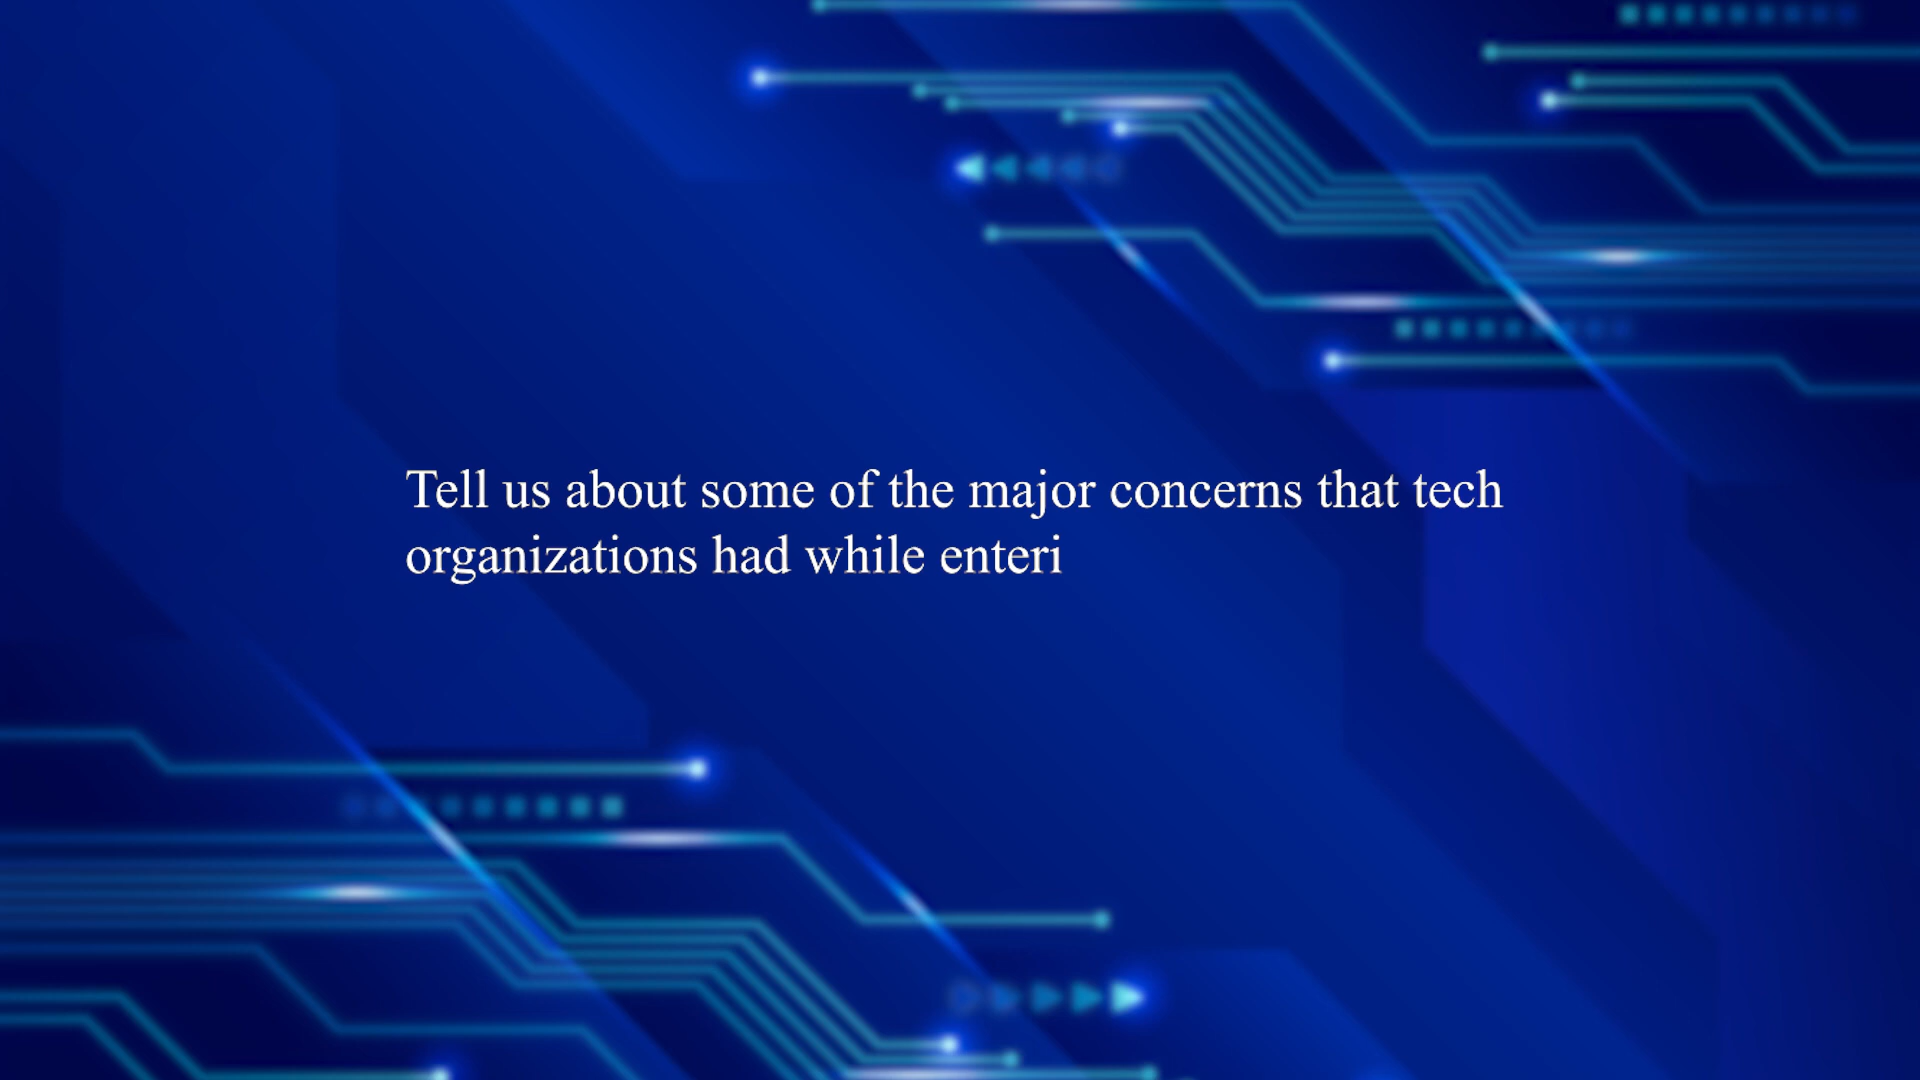 Tell us about some of the major concerns that tech
organizations had while enteri